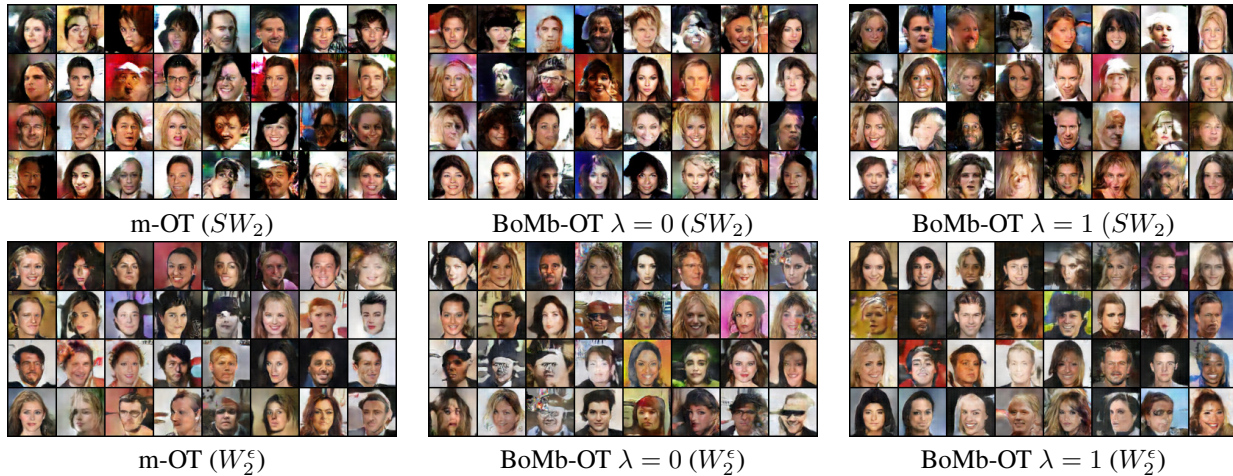 m-OT (SW₂)
BoMb-OT λ = 0 (SW₂)
BoMb-OT λ = 1 (SW₂)
m-OT (W₂^ϵ)
BoMb-OT λ = 0 (W₂^ϵ)
BoMb-OT λ = 1 (W₂^ϵ)